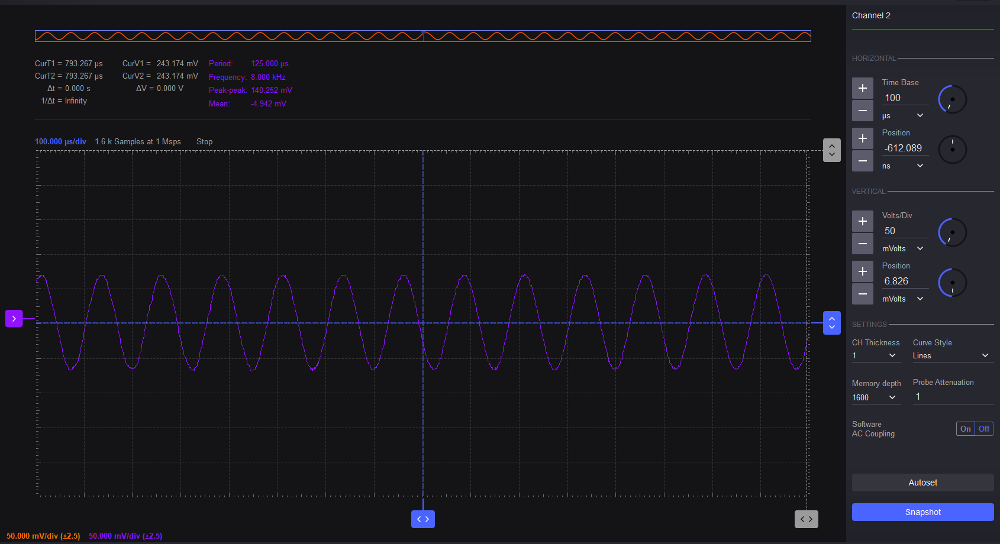 Channel 2
HORIZONTAL
Time Base
100
µs
Position
-612.089
ns
VERTICAL
Volts/Div
50
mVolts
Position
6.826
mVolts
SETTINGS
CH Thickness Curve Style
1 Lines
Memory depth Probe Attenuation
1600 1
Software
AC Coupling
On Off
Autoset
Snapshot
CurT1 = 793.267 µs CurV1 = 243.174 mV Period: 125.000 µs
CurT2 = 793.267 µs CurV2 = 243.174 mV Frequency: 8.000 kHz
Δt = 0.000 s ΔV = 0.000 V Peak-peak: 140.252 mV
1/Δt = Infinity Mean: -4.942 mV
100.000 µs/div 1.6 k Samples at 1 Msps Stop
50.000 mV/div (±2.5) 50.000 mV/div (±2.5)